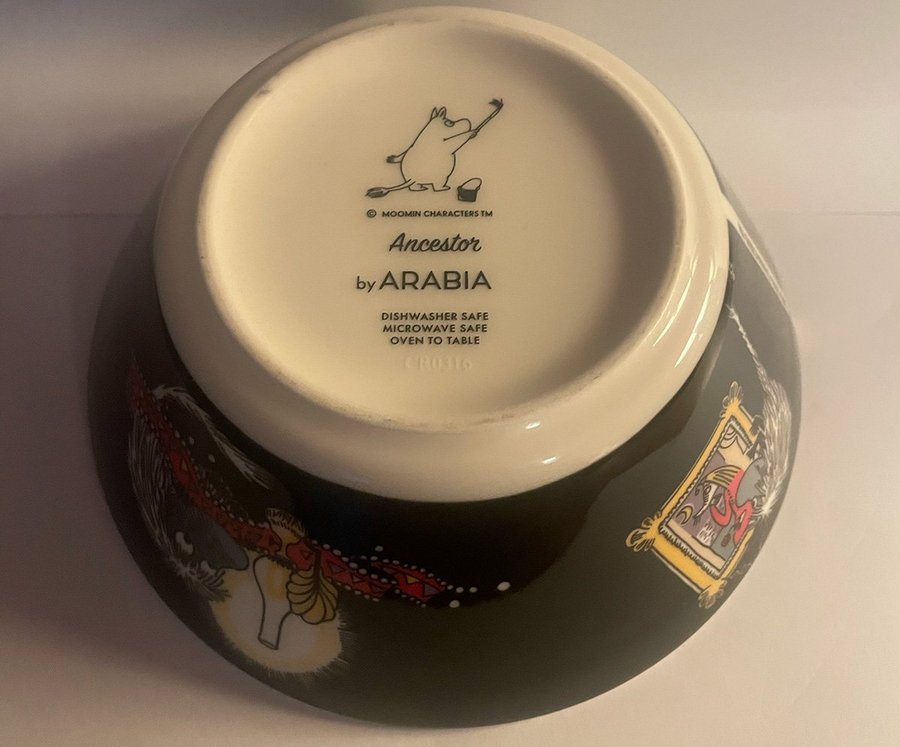 © MOOMIN CHARACTERS TM
Ancestor
by ARABIA
DISHWASHER SAFE
MICROWAVE SAFE
OVEN TO TABLE